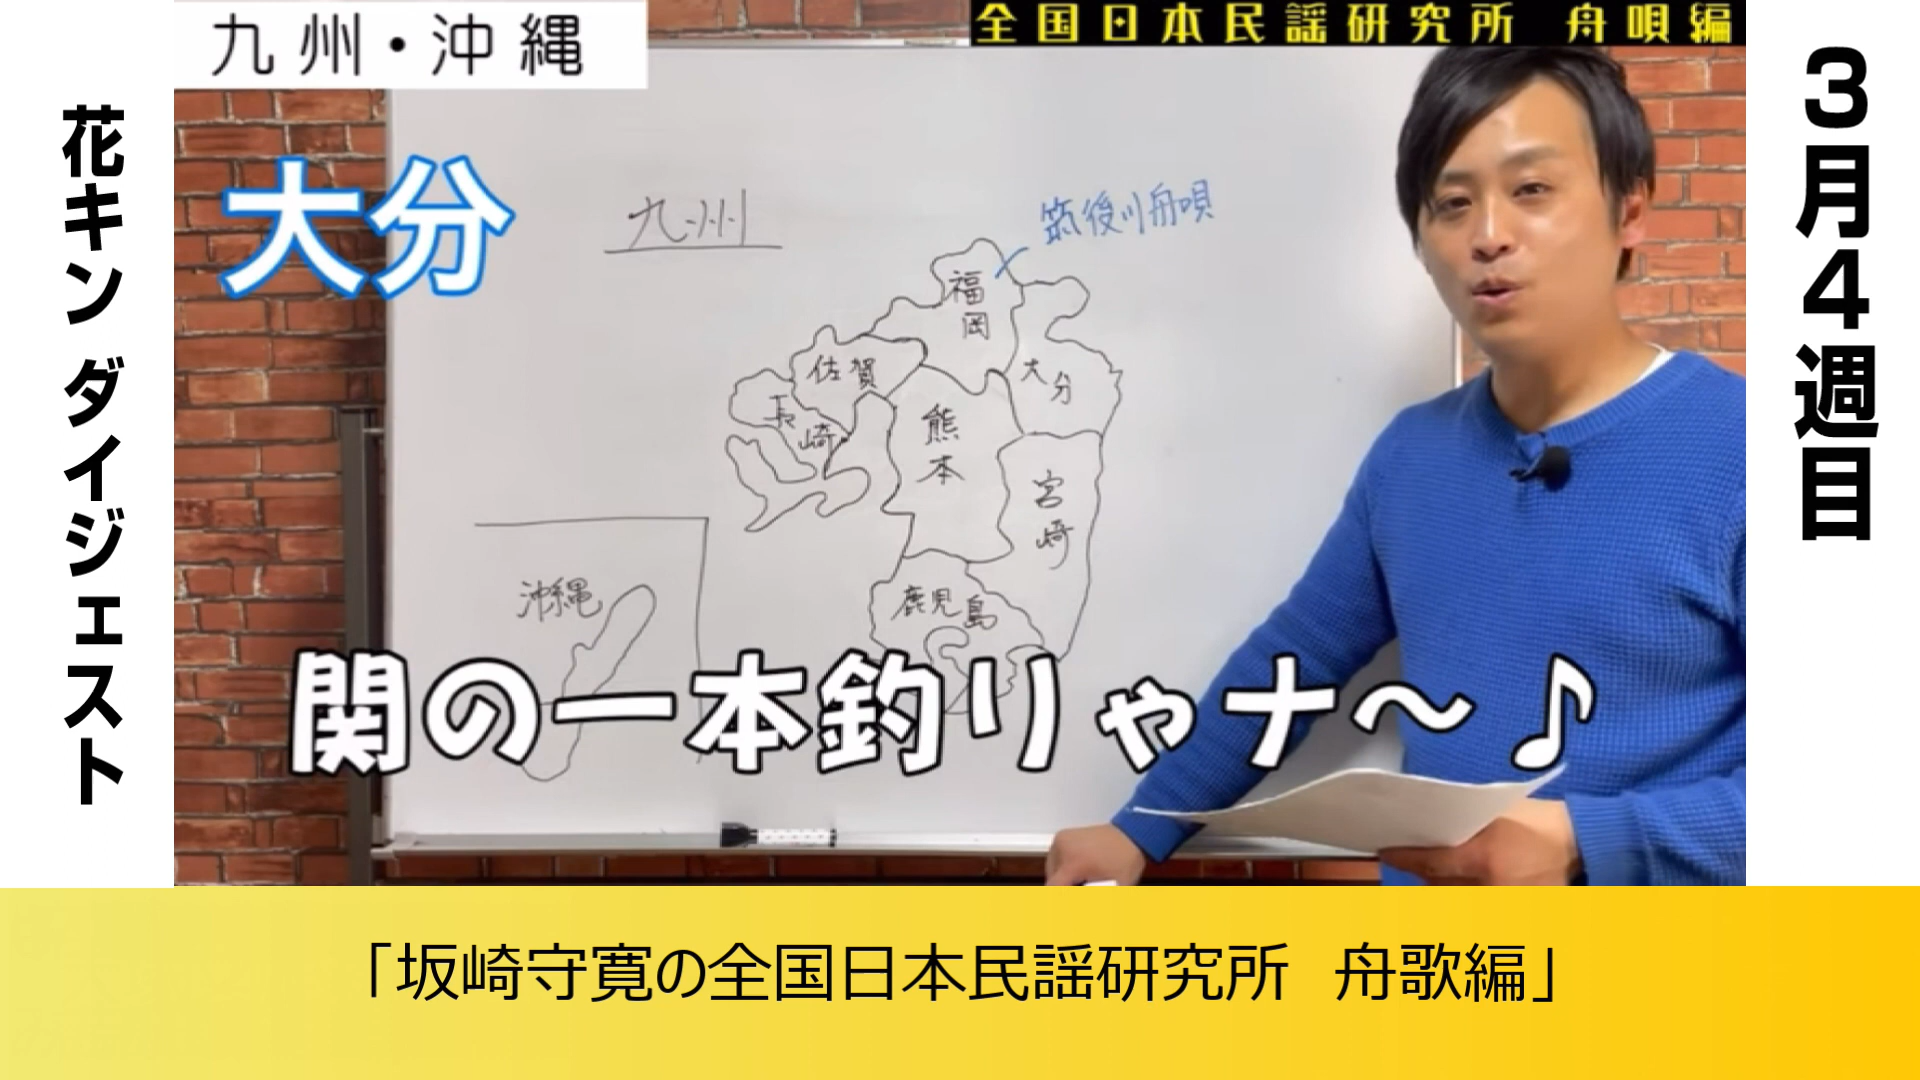 九州・沖縄
全国日本民謡研究所 舟唄編
3月4週目
花キン ダイジェスト
大分
九州
筑後川舟唄
福岡
佐賀
大分
長崎
熊本
宮崎
沖縄
鹿児島
関の一本釣りゃナ〜♪
「坂崎守寛の全国日本民謡研究所 舟歌編」